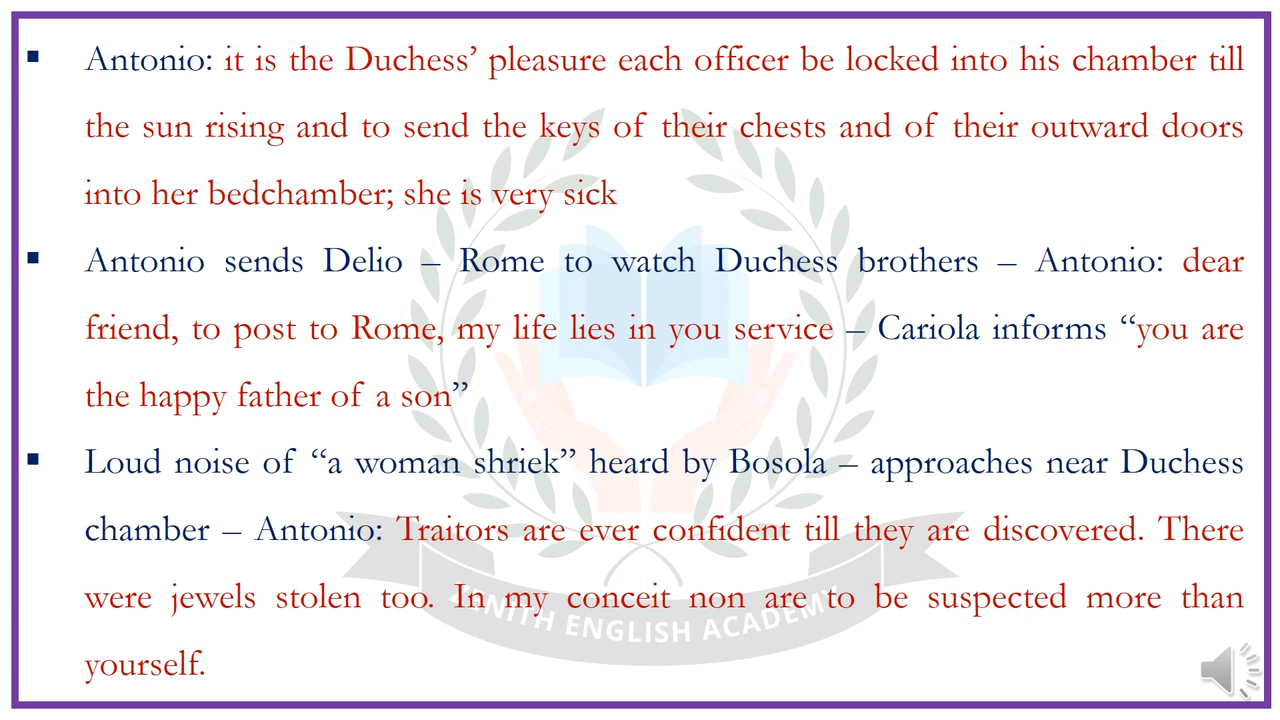 ▪ Antonio: it is the Duchess’ pleasure each officer be locked into his chamber till
the sun rising and to send the keys of their chests and of their outward doors
into her bedchamber; she is very sick
▪ Antonio sends Delio – Rome to watch Duchess brothers – Antonio: dear
friend, to post to Rome, my life lies in you service – Cariola informs “you are
the happy father of a son”
▪ Loud noise of “a woman shriek” heard by Bosola – approaches near Duchess
chamber – Antonio: Traitors are ever confident till they are discovered. There
were jewels stolen too. In my conceit non are to be suspected more than
yourself.
ZENITH ENGLISH ACADEMY